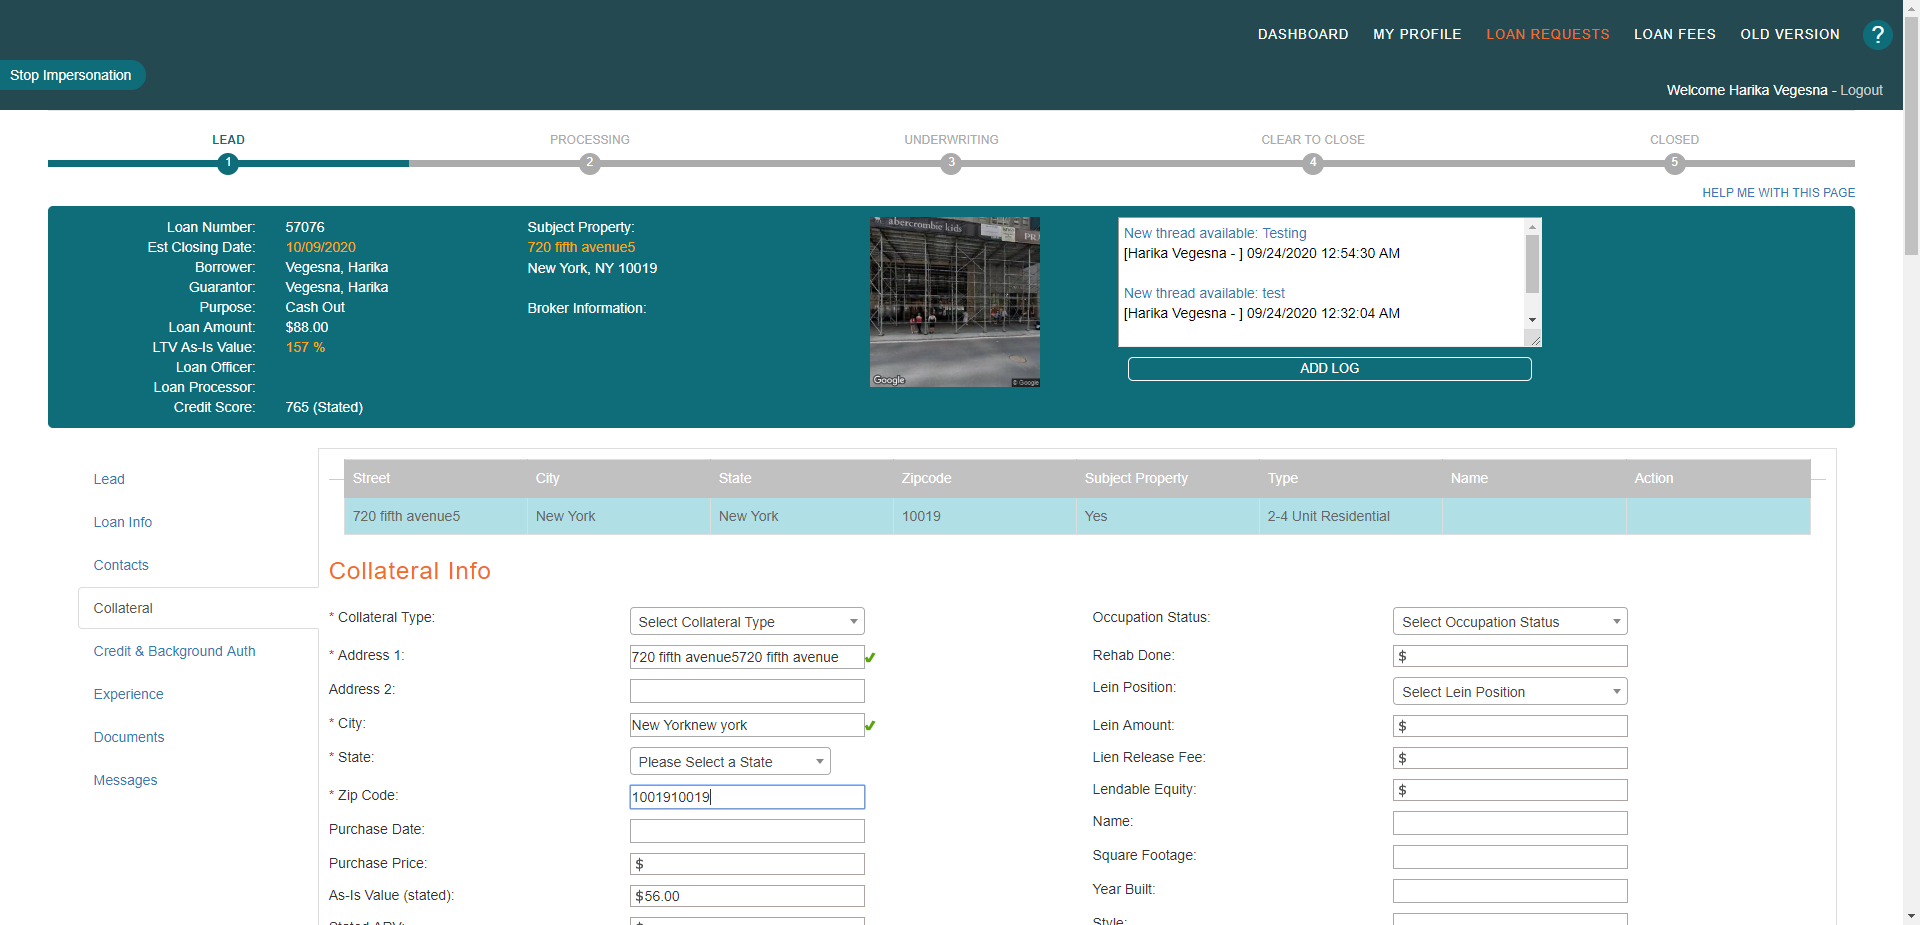 DASHBOARD MY PROFILE LOAN REQUESTS LOAN FEES OLD VERSION ?
Stop Impersonation
Welcome Harika Vegesna - Logout
LEAD PROCESSING UNDERWRITING CLEAR TO CLOSE CLOSED
1 2 3 4 5
HELP ME WITH THIS PAGE
Loan Number: 57076
Est Closing Date: 10/09/2020
Borrower: Vegesna, Harika
Guarantor: Vegesna, Harika
Purpose: Cash Out
Loan Amount: $88.00
LTV As-Is Value: 157 %
Loan Officer:
Loan Processor:
Credit Score: 765 (Stated)
Subject Property:
720 fifth avenue5
New York, NY 10019
Broker Information:
abercrombie kids
PR
Google
© Google
New thread available: Testing
[Harika Vegesna - ] 09/24/2020 12:54:30 AM
New thread available: test
[Harika Vegesna - ] 09/24/2020 12:32:04 AM
ADD LOG
Lead
Loan Info
Contacts
Collateral
Credit & Background Auth
Experience
Documents
Messages
Street City State Zipcode Subject Property Type Name Action
720 fifth avenue5 New York New York 10019 Yes 2-4 Unit Residential
Collateral Info
* Collateral Type: Select Collateral Type
* Address 1: 720 fifth avenue5720 fifth avenue
Address 2:
* City: New Yorknew york
* State: Please Select a State
* Zip Code: 1001910019
Purchase Date:
Purchase Price: $
As-Is Value (stated): $56.00
Stated ARV: $
Occupation Status: Select Occupation Status
Rehab Done: $
Lein Position: Select Lein Position
Lein Amount: $
Lien Release Fee: $
Lendable Equity: $
Name:
Square Footage:
Year Built:
Style: